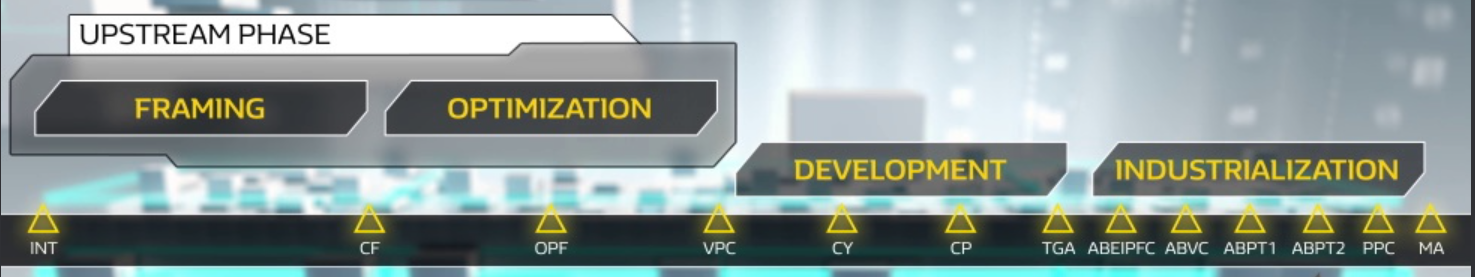 UPSTREAM PHASE
FRAMING OPTIMIZATION
DEVELOPMENT INDUSTRIALIZATION
INT CF OPF VPC CY CP TGA ABEIPFC ABVC ABPT1 ABPT2 PPC MA